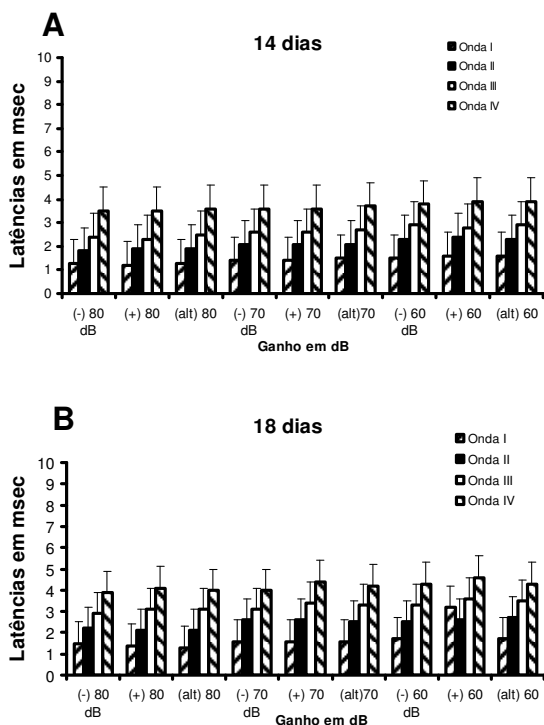 A
14 dias
Onda I
Onda II
Onda III
Onda IV
Latências em msec
10
9
8
7
6
5
4
3
2
1
0
(-) 80 dB
(+) 80
(alt) 80
(-) 70 dB
(+) 70
(alt)70
(-) 60 dB
(+) 60
(alt) 60
Ganho em dB
B
18 dias
Onda I
Onda II
Onda III
Onda IV
Latências em msec
10
9
8
7
6
5
4
3
2
1
0
(-) 80 dB
(+) 80
(alt) 80
(-) 70 dB
(+) 70
(alt)70
(-) 60 dB
(+) 60
(alt) 60
Ganho em dB